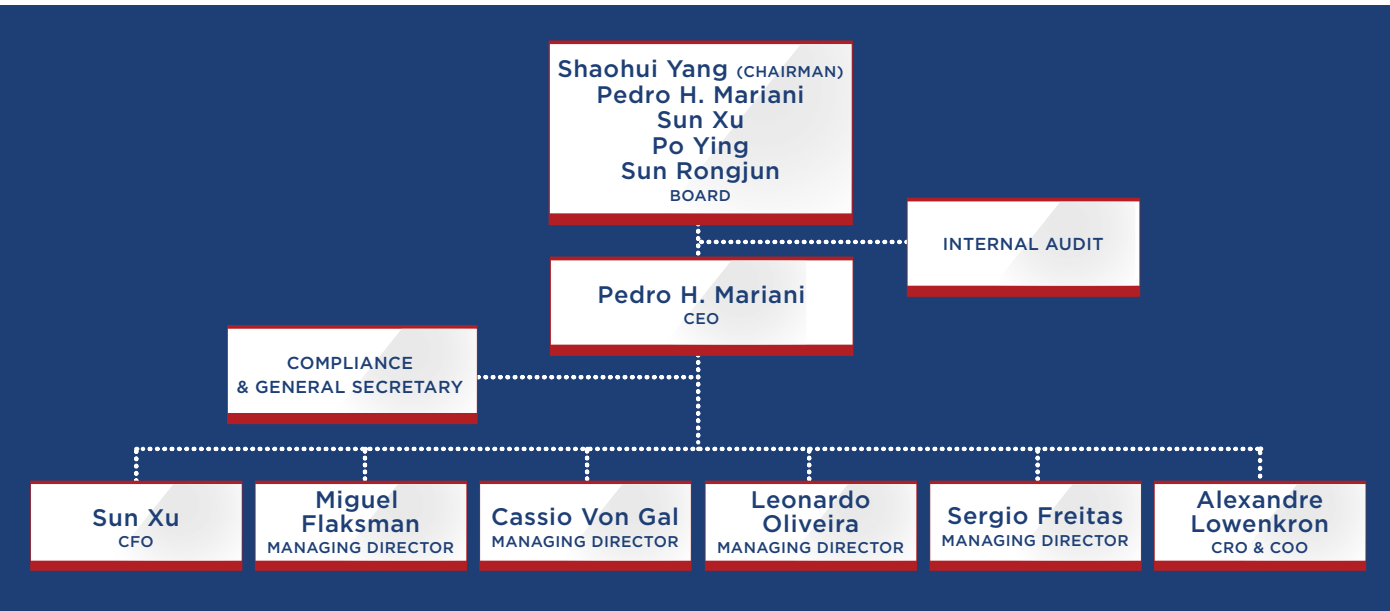 Shaohui Yang (CHAIRMAN)
Pedro H. Mariani
Sun Xu
Po Ying
Sun Rongjun
BOARD
INTERNAL AUDIT
Pedro H. Mariani
CEO
COMPLIANCE
& GENERAL SECRETARY
Sun Xu
CFO
Miguel
Flaksman
MANAGING DIRECTOR
Cassio Von Gal
MANAGING DIRECTOR
Leonardo
Oliveira
MANAGING DIRECTOR
Sergio Freitas
MANAGING DIRECTOR
Alexandre
Lowenkron
CRO & COO